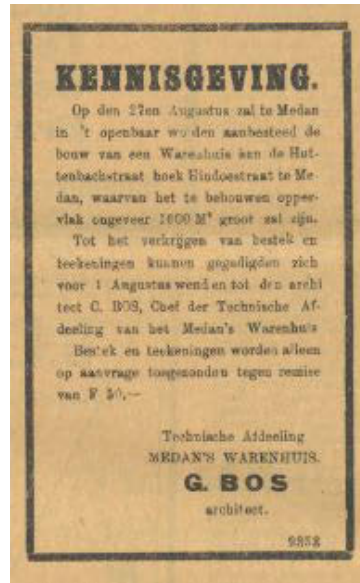 KENNISGEVING.
Op den 27en Augustus zal te Medan
in 't openbaar worden aanbesteed de
bouw van een Warenhuis aan de Hut-
tenbachstraat hoek Hindoestraat te Me-
dan, waarvan het te bebouwen opper-
vlak ongeveer 1600 M² groot zal zijn.
Tot het verkrijgen van bestek en
teekeningen kunnen gegadigden zich
voor 1 Augustus wenden tot den archi
tect C. BOS, Chef der Technische Af-
deeling van het Medan's Warenhuis
Bestek en teekeningen worden alleen
op aanvrage toegezonden tegen remise
van F 50.—
Technische Afdeeling
MEDAN'S WARENHUIS.
G. BOS
architect.
9353